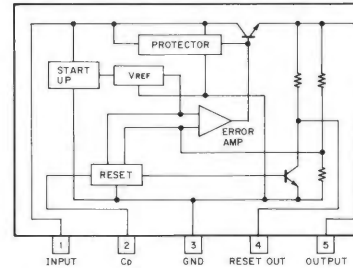 PROTECTOR
START UP
VREF
ERROR AMP
RESET
1 2 3 4 5
INPUT CD GND RESET OUT OUTPUT